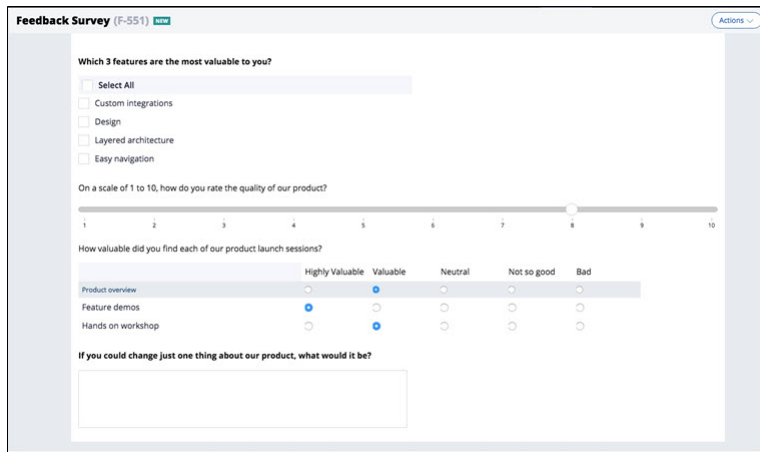 Feedback Survey (F-551) NEW
Actions
Which 3 features are the most valuable to you?
Select All
Custom integrations
Design
Layered architecture
Easy navigation
On a scale of 1 to 10, how do you rate the quality of our product?
1 2 3 4 5 6 7 8 9 10
How valuable did you find each of our product launch sessions?
Highly Valuable Valuable Neutral Not so good Bad
Product overview
Feature demos
Hands on workshop
If you could change just one thing about our product, what would it be?